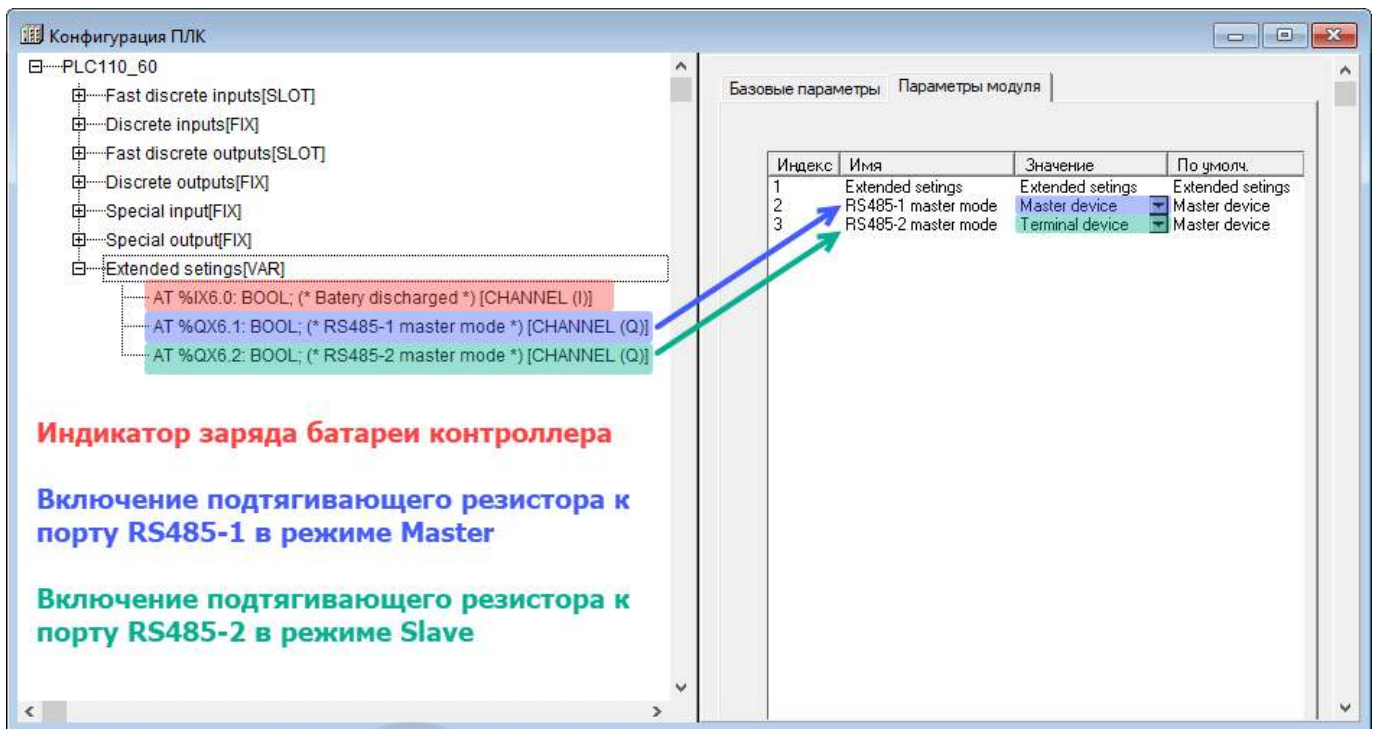 Конфигурация ПЛК
PLC110_60
Fast discrete inputs[SLOT]
Discrete inputs[FIX]
Fast discrete outputs[SLOT]
Discrete outputs[FIX]
Special input[FIX]
Special output[FIX]
Extended setings[VAR]
AT %IX6.0: BOOL; (* Batery discharged *) [CHANNEL (I)]
AT %QX6.1: BOOL; (* RS485-1 master mode *) [CHANNEL (Q)]
AT %QX6.2: BOOL; (* RS485-2 master mode *) [CHANNEL (Q)]
Индикатор заряда батареи контроллера
Включение подтягивающего резистора к
порту RS485-1 в режиме Master
Включение подтягивающего резистора к
порту RS485-2 в режиме Slave
Базовые параметры Параметры модуля
Индекс Имя Значение По умолч.
1 Extended setings Extended setings Extended setings
2 RS485-1 master mode Master device Master device
3 RS485-2 master mode Terminal device Master device